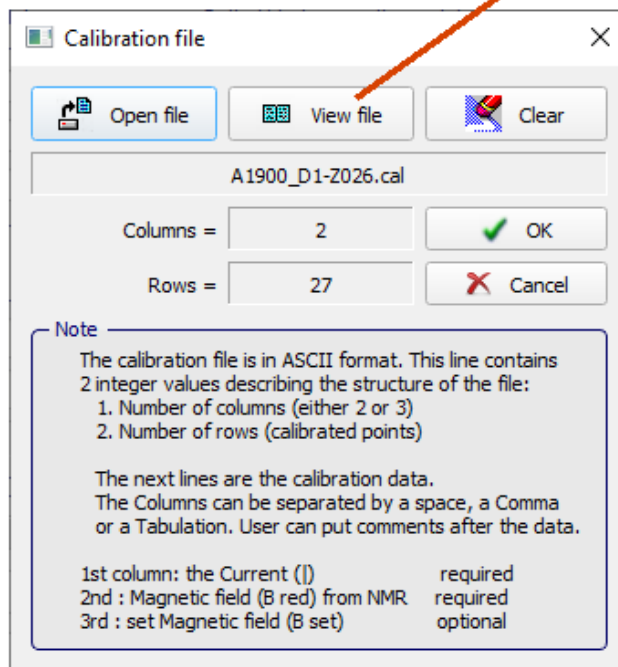 Calibration file
Open file
View file
Clear
A1900_D1-Z026.cal
Columns =
2
OK
Rows =
27
Cancel
Note
The calibration file is in ASCII format. This line contains
2 integer values describing the structure of the file:
1. Number of columns (either 2 or 3)
2. Number of rows (calibrated points)
The next lines are the calibration data.
The Columns can be separated by a space, a Comma
or a Tabulation. User can put comments after the data.
1st column: the Current (|) required
2nd : Magnetic field (B red) from NMR required
3rd : set Magnetic field (B set) optional